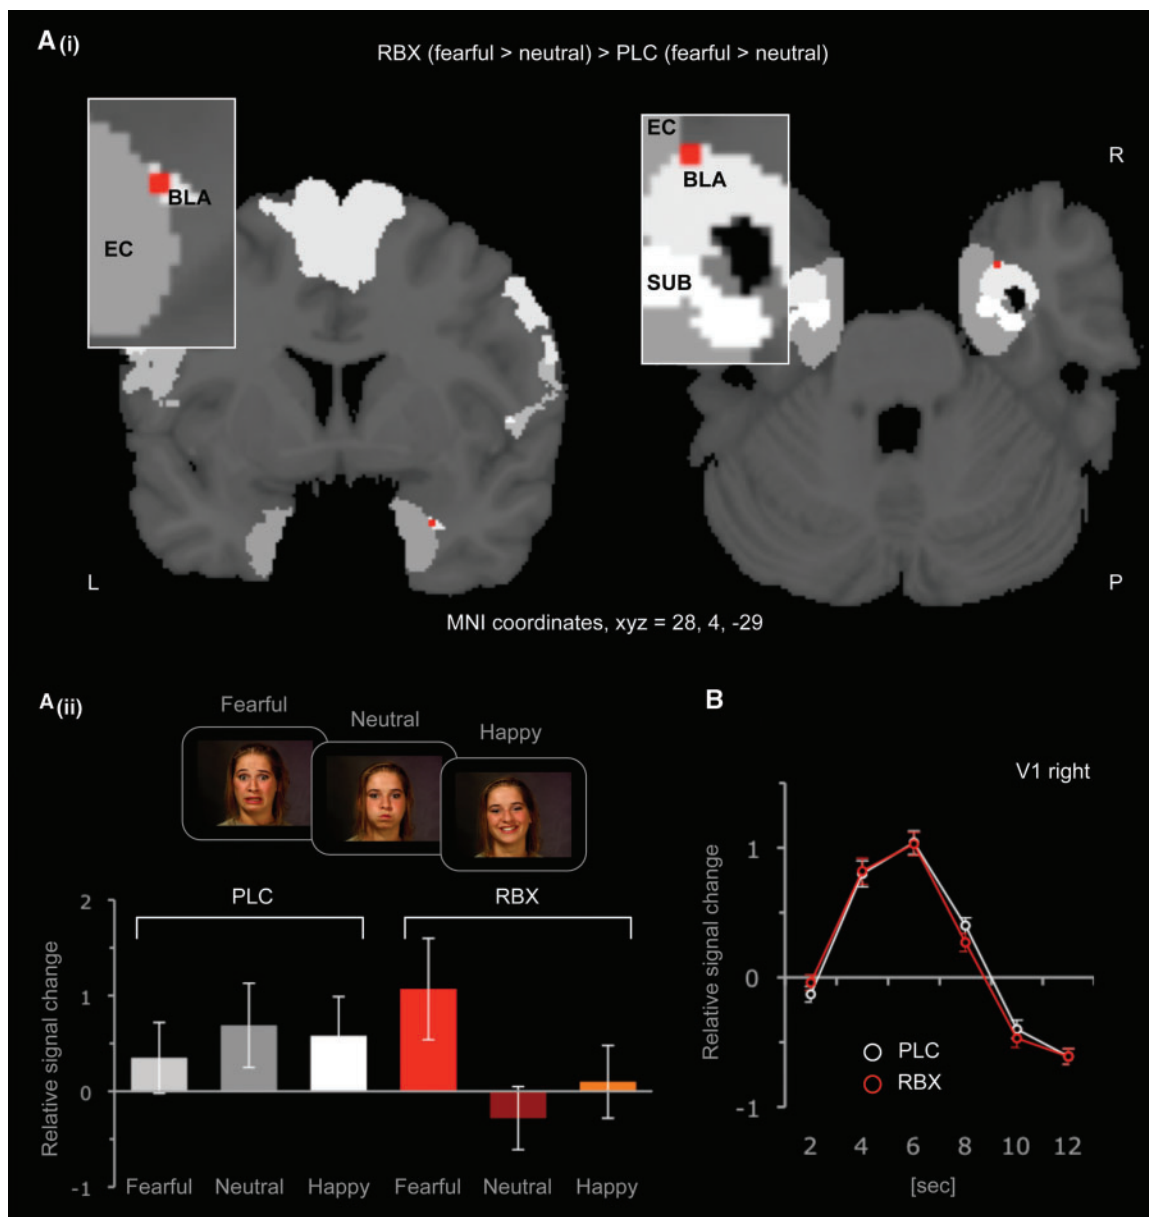 A (i)
RBX (fearful > neutral) > PLC (fearful > neutral)
EC
BLA
EC
BLA
SUB
R
L
P
MNI coordinates, xyz = 28, 4, -29
A (ii)
Fearful
Neutral
Happy
PLC
RBX
Relative signal change
2
1
0
-1
Fearful
Neutral
Happy
Fearful
Neutral
Happy
B
V1 right
Relative signal change
1
0
-1
PLC
RBX
2 4 6 8 10 12
[sec]